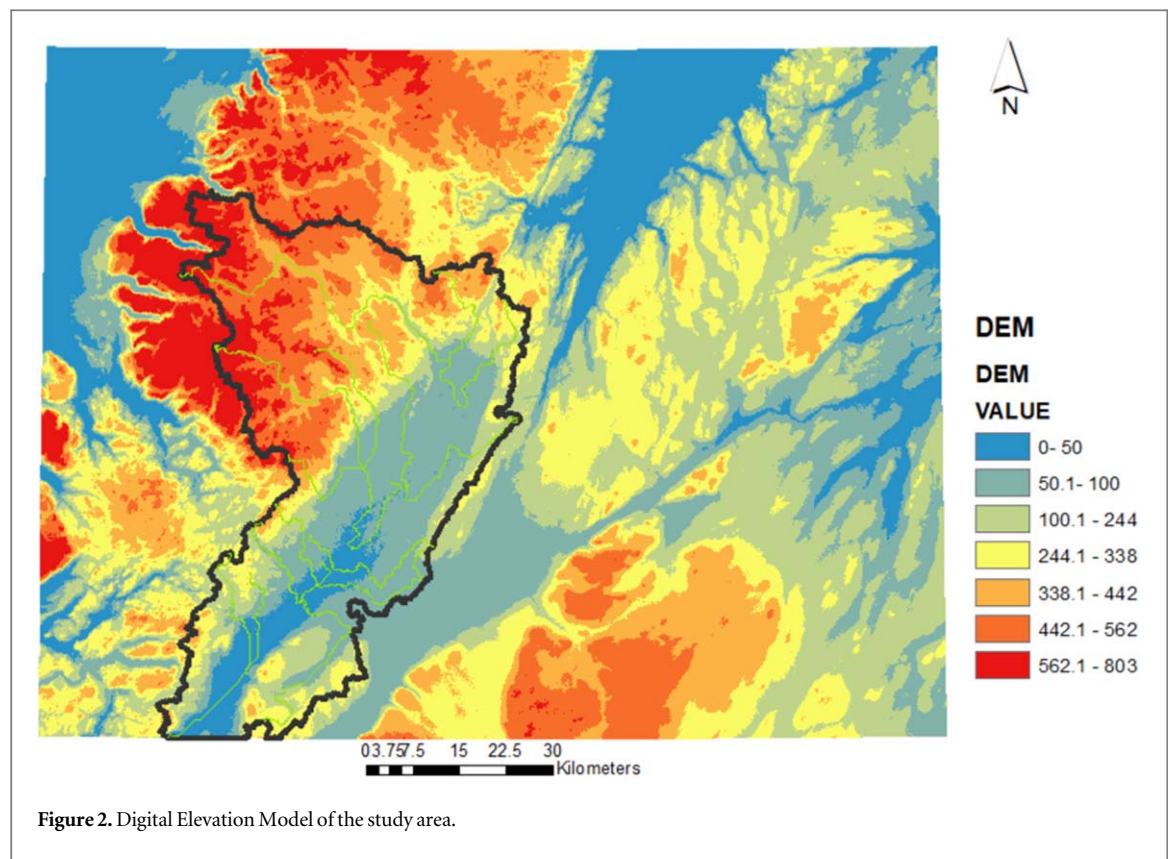 N
DEM
DEM
VALUE
0- 50
50.1- 100
100.1 - 244
244.1 - 338
338.1 - 442
442.1 - 562
562.1 - 803
03.757.5 15 22.5 30
Kilometers
Figure 2. Digital Elevation Model of the study area.